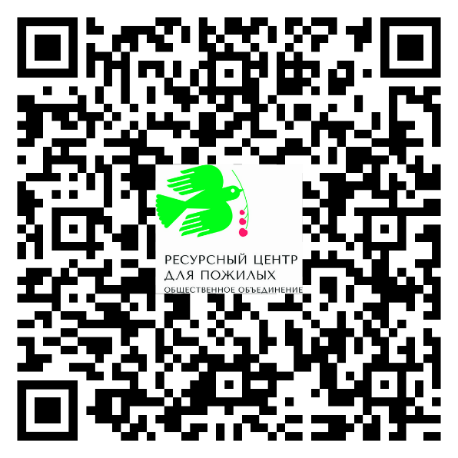 РЕСУРСНЫЙ ЦЕНТР
ДЛЯ ПОЖИЛЫХ
ОБЩЕСТВЕННОЕ ОБЪЕДИНЕНИЕ